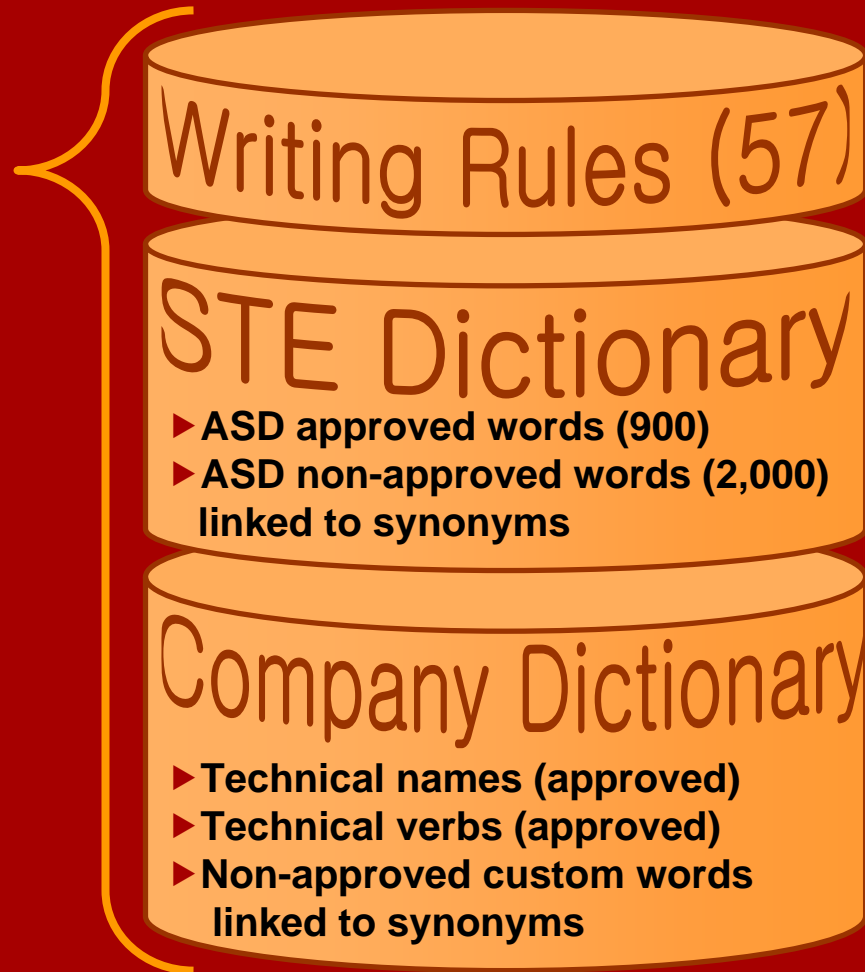 Writing Rules (57)
STE Dictionary
ASD approved words (900)
ASD non-approved words (2,000)
linked to synonyms
Company Dictionary
Technical names (approved)
Technical verbs (approved)
Non-approved custom words
linked to synonyms